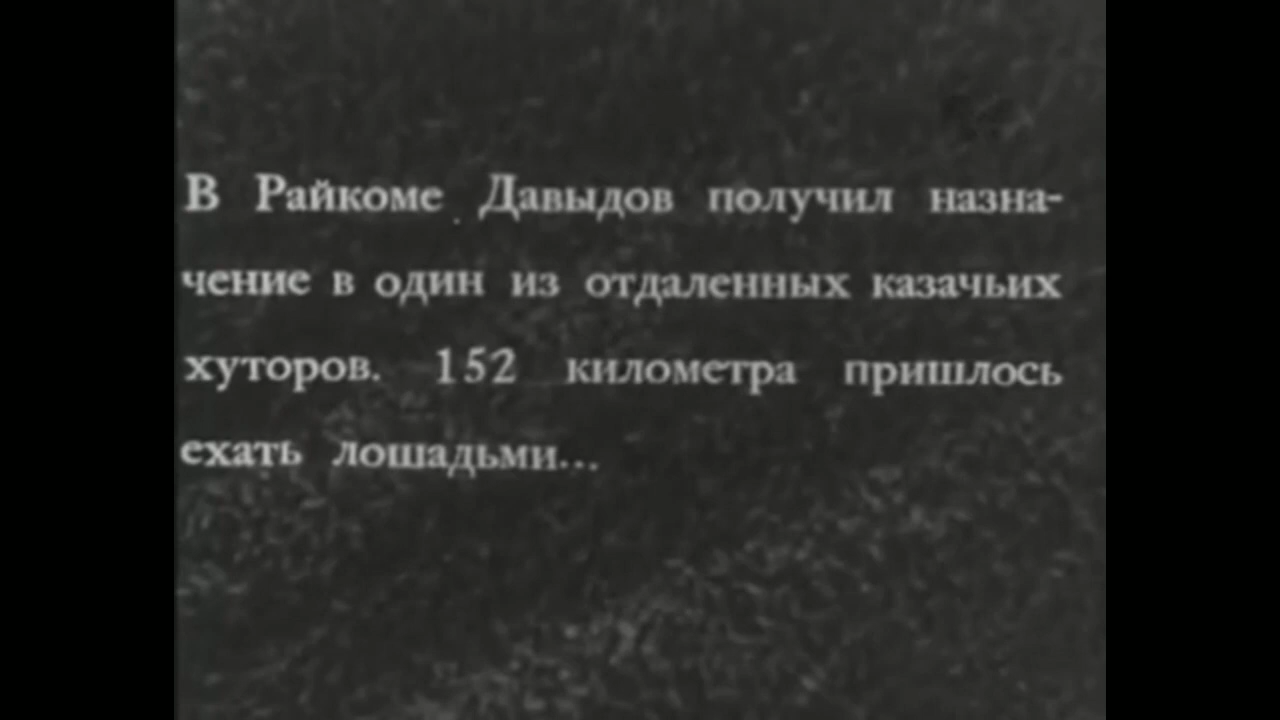 В Райкоме Давыдов получил назна-
чение в один из отдаленных казачьих
хуторов. 152 километра пришлось
ехать лошадьми...